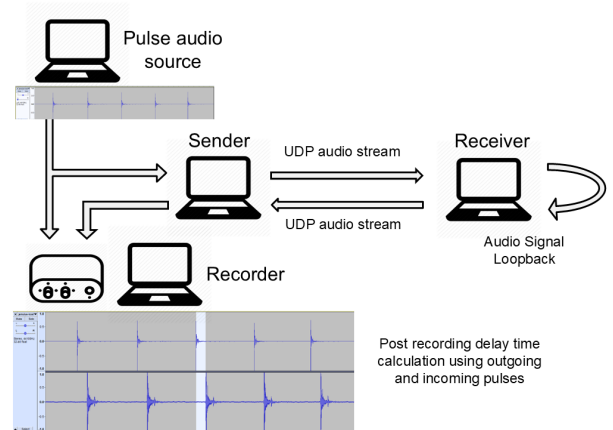 Pulse audio
source
Sender
UDP audio stream
Receiver
UDP audio stream
Audio Signal
Loopback
Recorder
Post recording delay time
calculation using outgoing
and incoming pulses